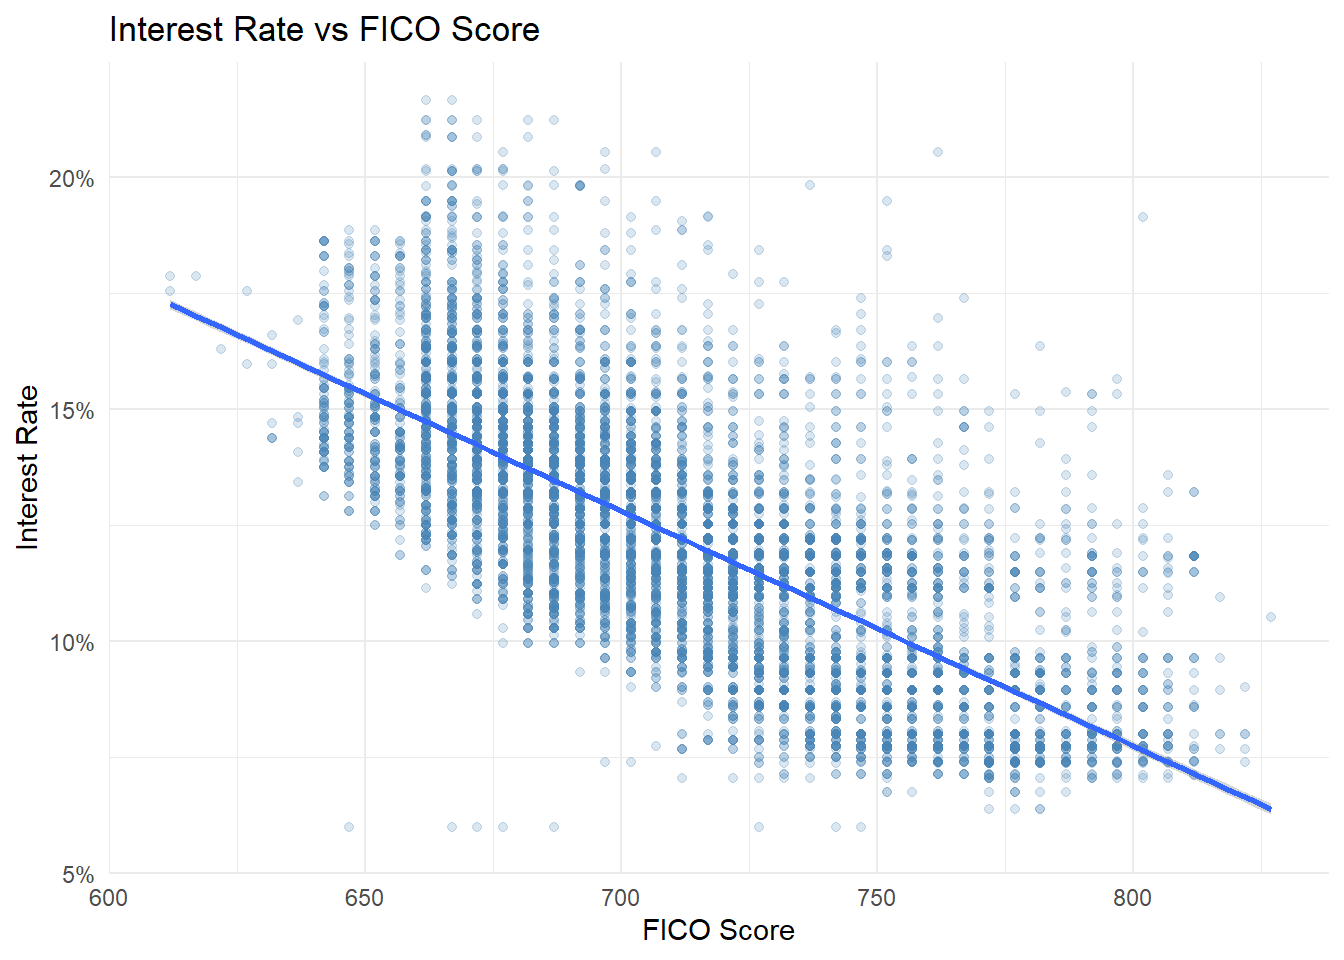 Interest Rate vs FICO Score
Interest Rate
20%
15%
10%
5%
600 650 700 750 800
FICO Score